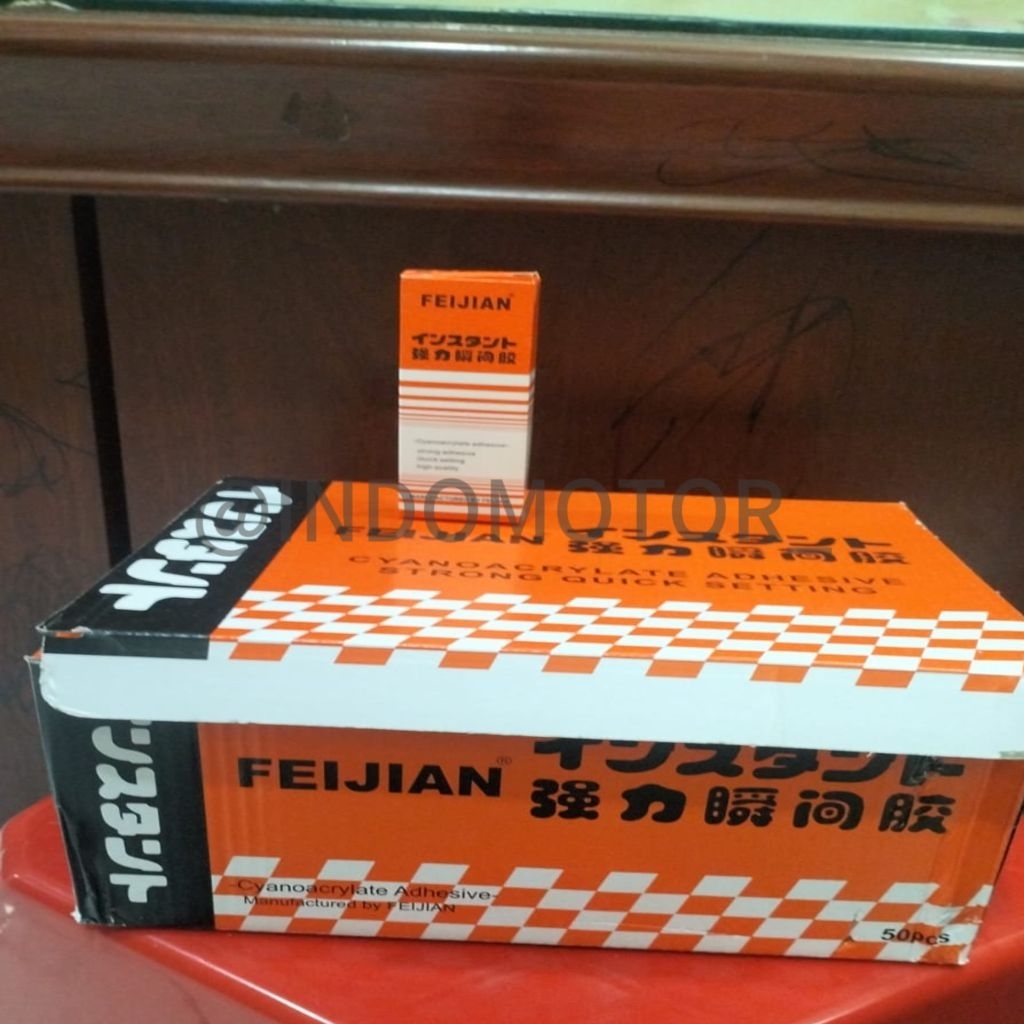 FEIJIAN
インスタント
强力瞬间胶
-Cyanoacrylate adhesive-
strong adhesive
Quick setting
high quality
@INDOMOTOR
インスタント
FEIJIAN インスタント
强力瞬间胶
CYANOACRYLATE ADHESIVE
STRONG QUICK SETTING
インスタント
FEIJIAN®
インスタント
强力瞬间胶
-Cyanoacrylate Adhesive-
Manufactured by FEIJIAN
50pcs